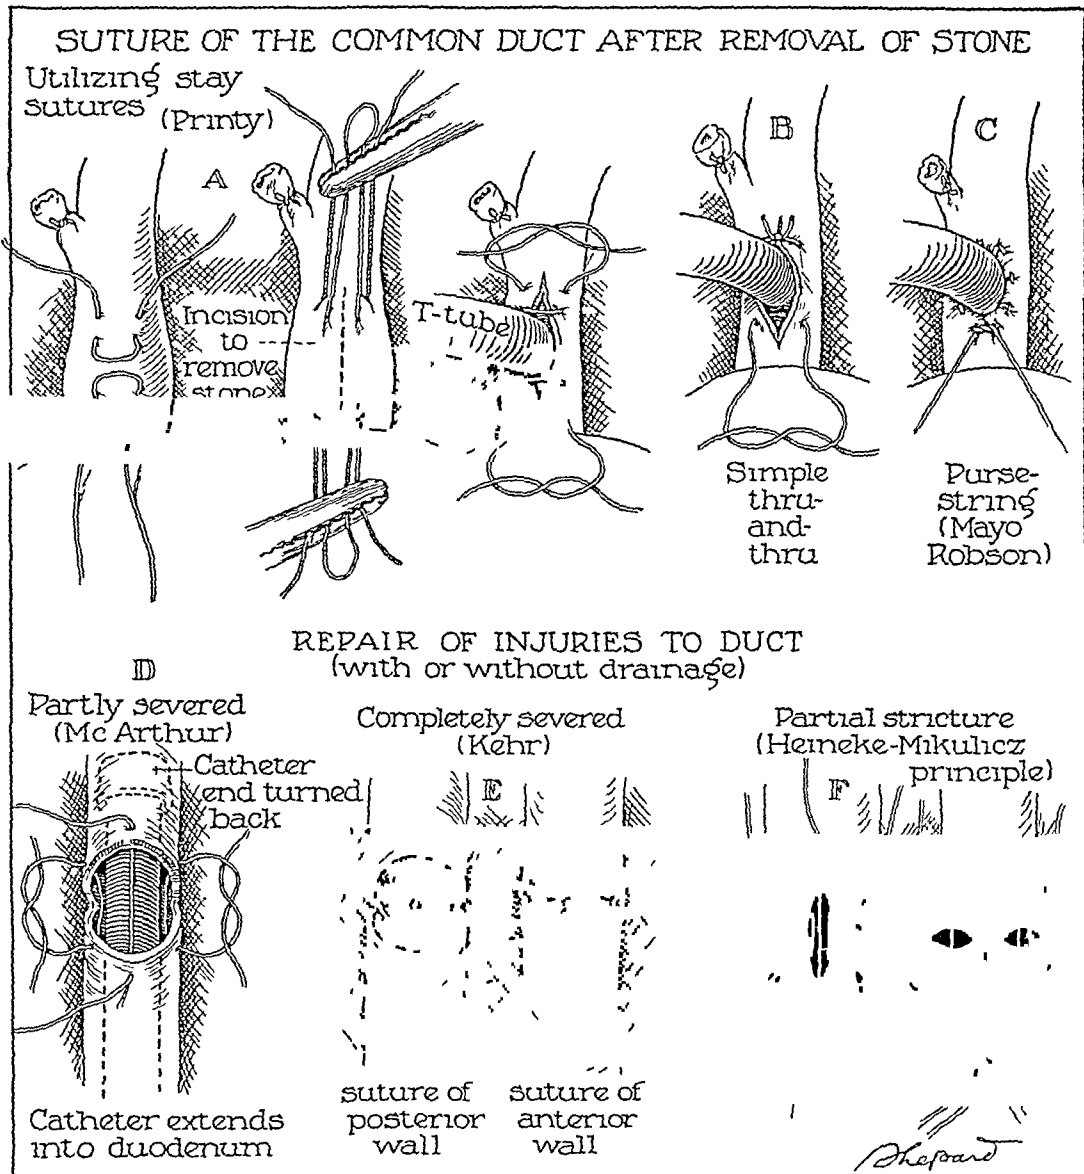 SUTURE OF THE COMMON DUCT AFTER REMOVAL OF STONE
Utilizing stay
sutures
(Printy)
A
Incision
to
remove
stone
T-tube
B
Simple
thru-
and-
thru
C
Purse-
string
(Mayo
Robson)
REPAIR OF INJURIES TO DUCT
(with or without drainage)
D
Partly severed
(Mc Arthur)
Catheter
end turned
back
Catheter extends
into duodenum
Completely severed
(Kehr)
E
suture of
posterior
wall
suture of
anterior
wall
Partial stricture
(Heineke-Mikulicz
principle)
F
Shepard